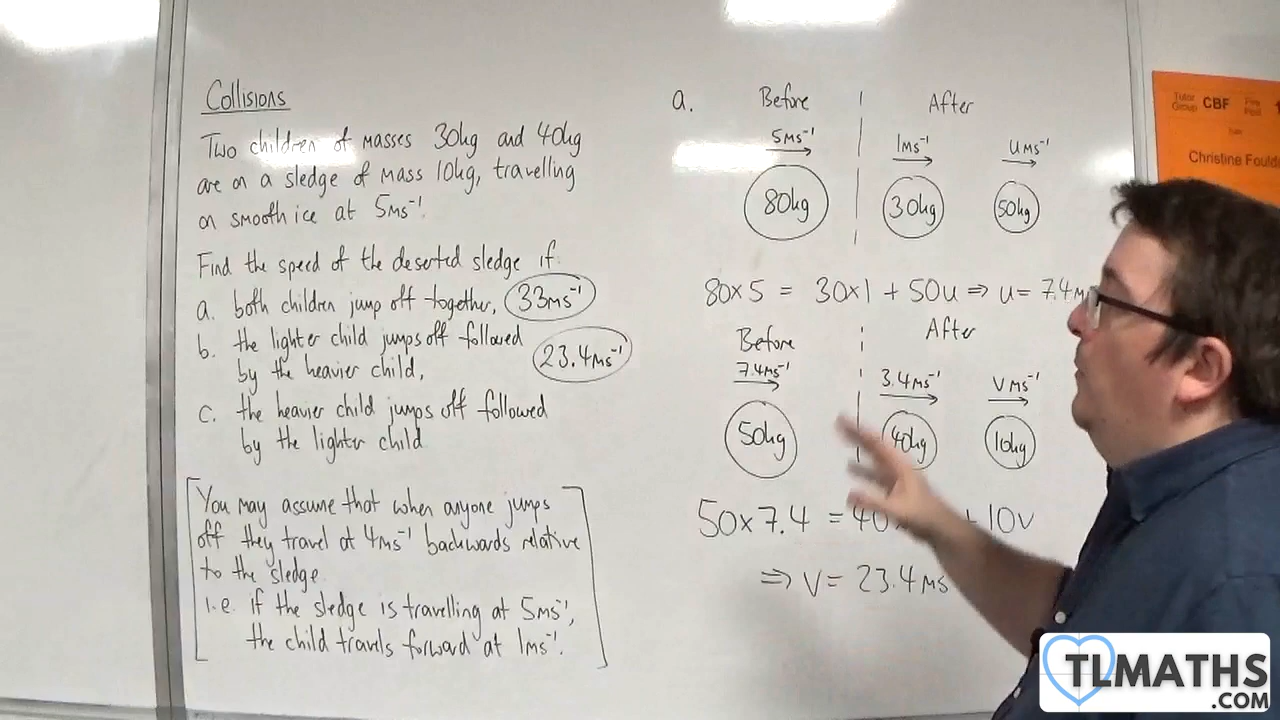 Collisions
Two children of masses 30kg and 40kg
are on a sledge of mass 10kg, travelling
on smooth ice at 5ms⁻¹.
Find the speed of the deserted sledge if
a. both children jump off together, 33ms⁻¹
b. the lighter child jumps off followed
by the heavier child, 23.4ms⁻¹
c. the heavier child jumps off followed
by the lighter child
You may assume that when anyone jumps
off they travel at 4ms⁻¹ backwards relative
to the sledge.
i.e. if the sledge is travelling at 5ms⁻¹,
the child travels forward at 1ms⁻¹.
a. Before After
5ms⁻¹ 1ms⁻¹ ums⁻¹
80kg 30kg 50kg
80×5 = 30×1 + 50u ⇒ u = 7.4m
Before After
7.4ms⁻¹ 3.4ms⁻¹ vms⁻¹
50kg 40kg 10kg
50×7.4 = 40 + 10v
⇒ v = 23.4ms
Tutor Group CBF Fire
Christine Fould
TLMATHS
.COM